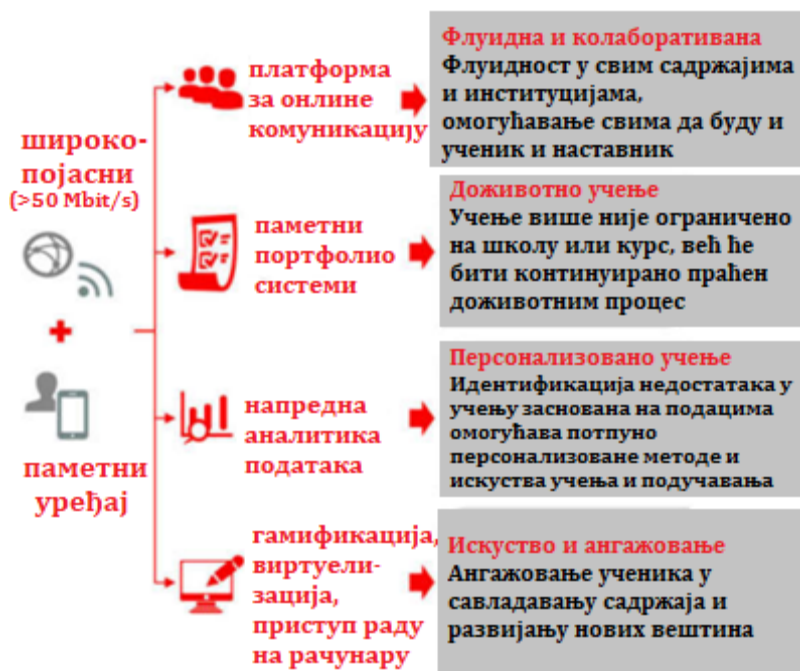 широко-
појасни
(>50 Mbit/s)
+
паметни
уређај
платформа
за онлине
комуникацију
Флуидна и колаборативана
Флуидност у свим садржајима
и институцијама,
омогућавање свима да буду и
ученик и наставник
паметни
портфолио
системи
Доживотно учење
Учење више није ограничено
на школу или курс, већ ће
бити континуирано праћен
доживотним процес
напредна
аналитика
података
Персонализовано учење
Идентификација недостатака у
учењу заснована на подацима
омогућава потпуно
персонализоване методе и
искуства учења и подучавања
гамификација,
виртуели-
зација,
приступ раду
на рачунару
Искуство и ангажовање
Ангажовање ученика у
савладавању садржаја и
развијању нових вештина